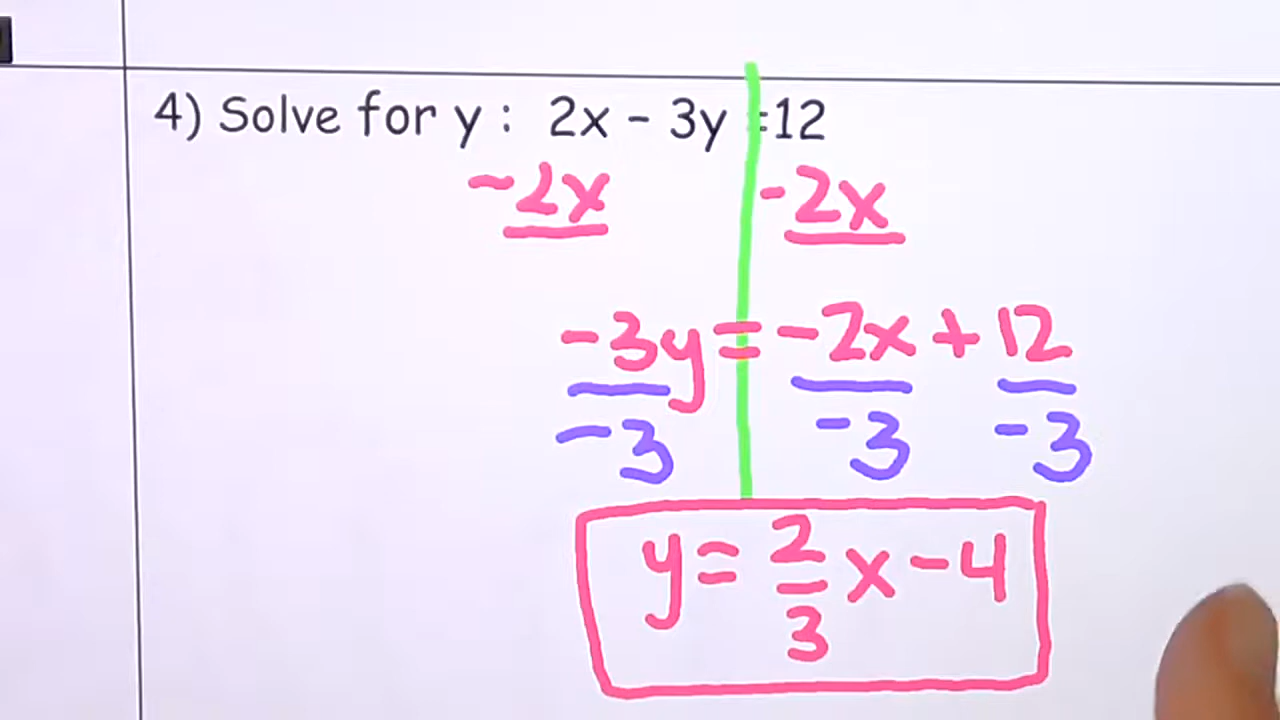 4) Solve for y : 2x - 3y =12
-2x -2x
-3y = -2x + 12
-3 -3 -3
y = 2/3 x - 4